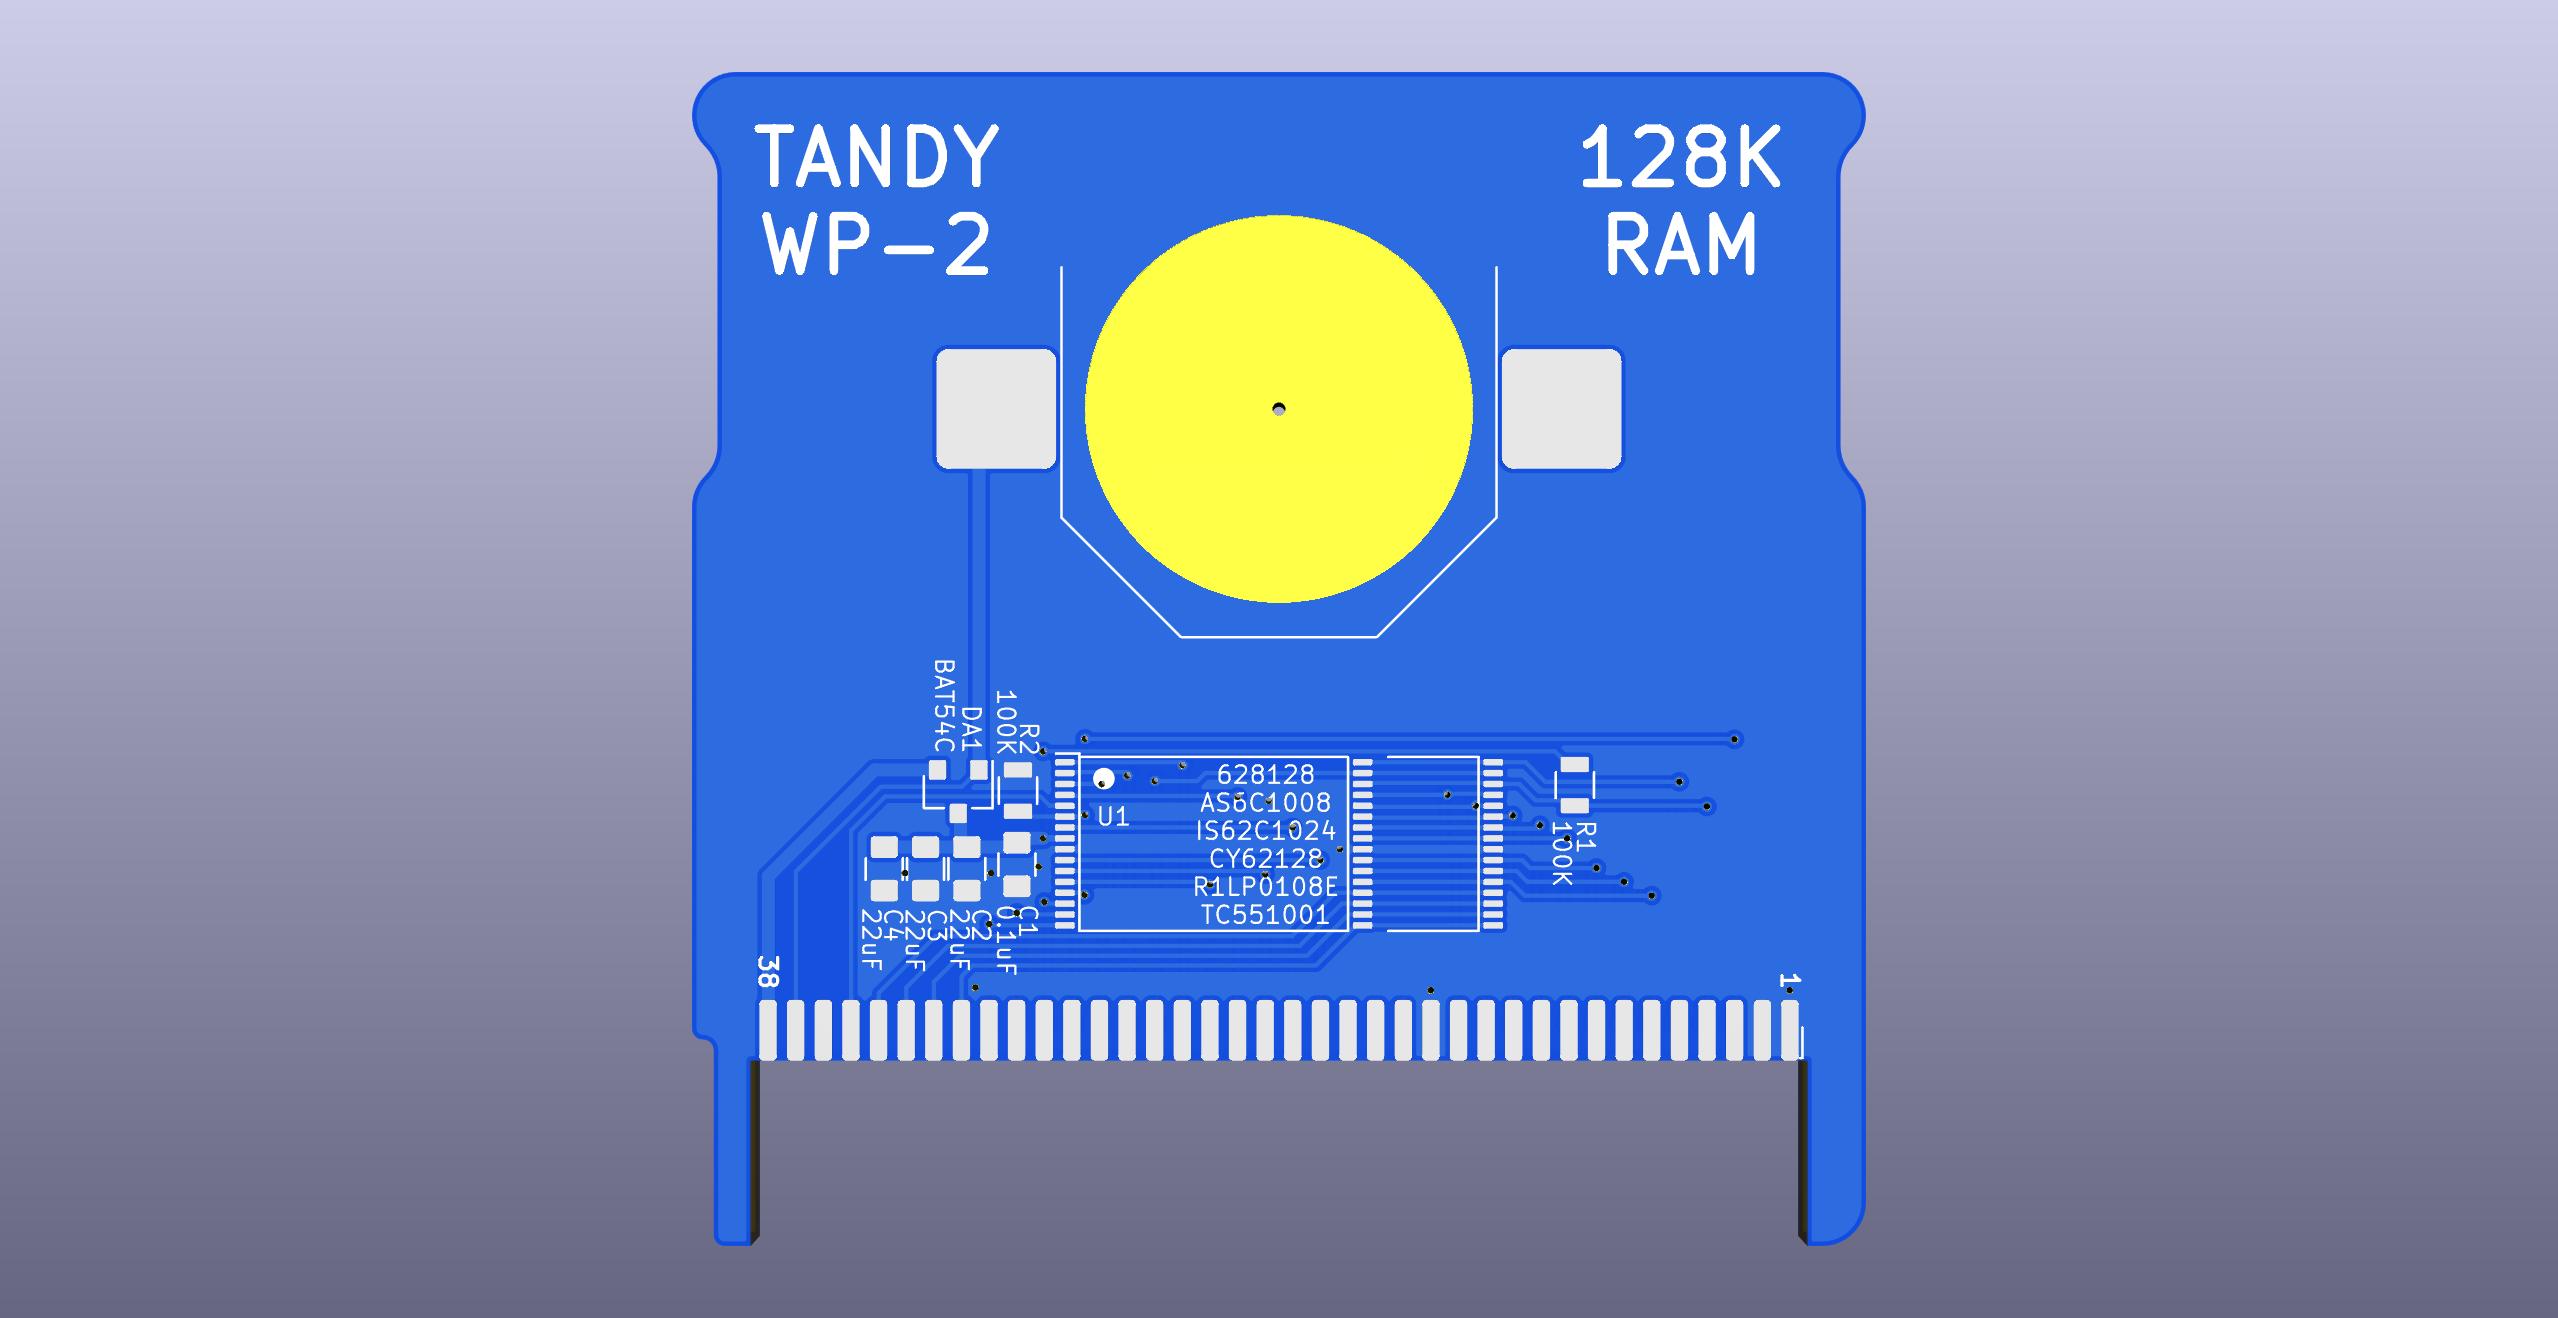 TANDY
WP-2
128K
RAM
BAT54C
DA1
100K
R2
628128
AS6C1008
IS62C1024
CY62128
R1LP0108E
TC551001
U1
R1
100K
22uF
C4
22uF
C3
22uF
C2
0.1uF
C1
38
1